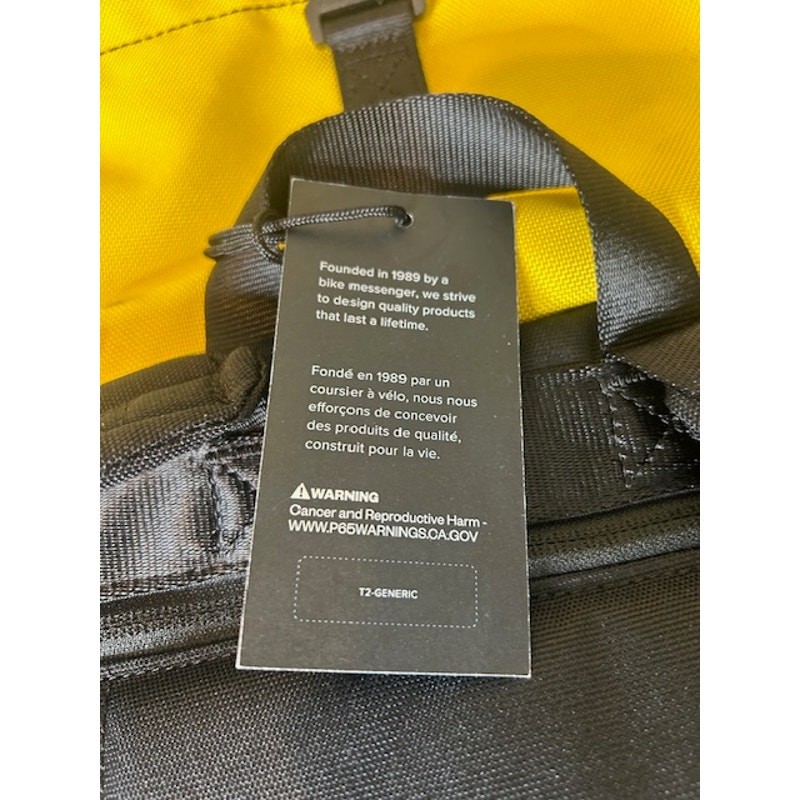 Founded in 1989 by a
bike messenger, we strive
to design quality products
that last a lifetime.
Fondé en 1989 par un
coursier à vélo, nous nous
efforçons de concevoir
des produits de qualité,
construit pour la vie.
⚠WARNING
Cancer and Reproductive Harm -
WWW.P65WARNINGS.CA.GOV
T2-GENERIC